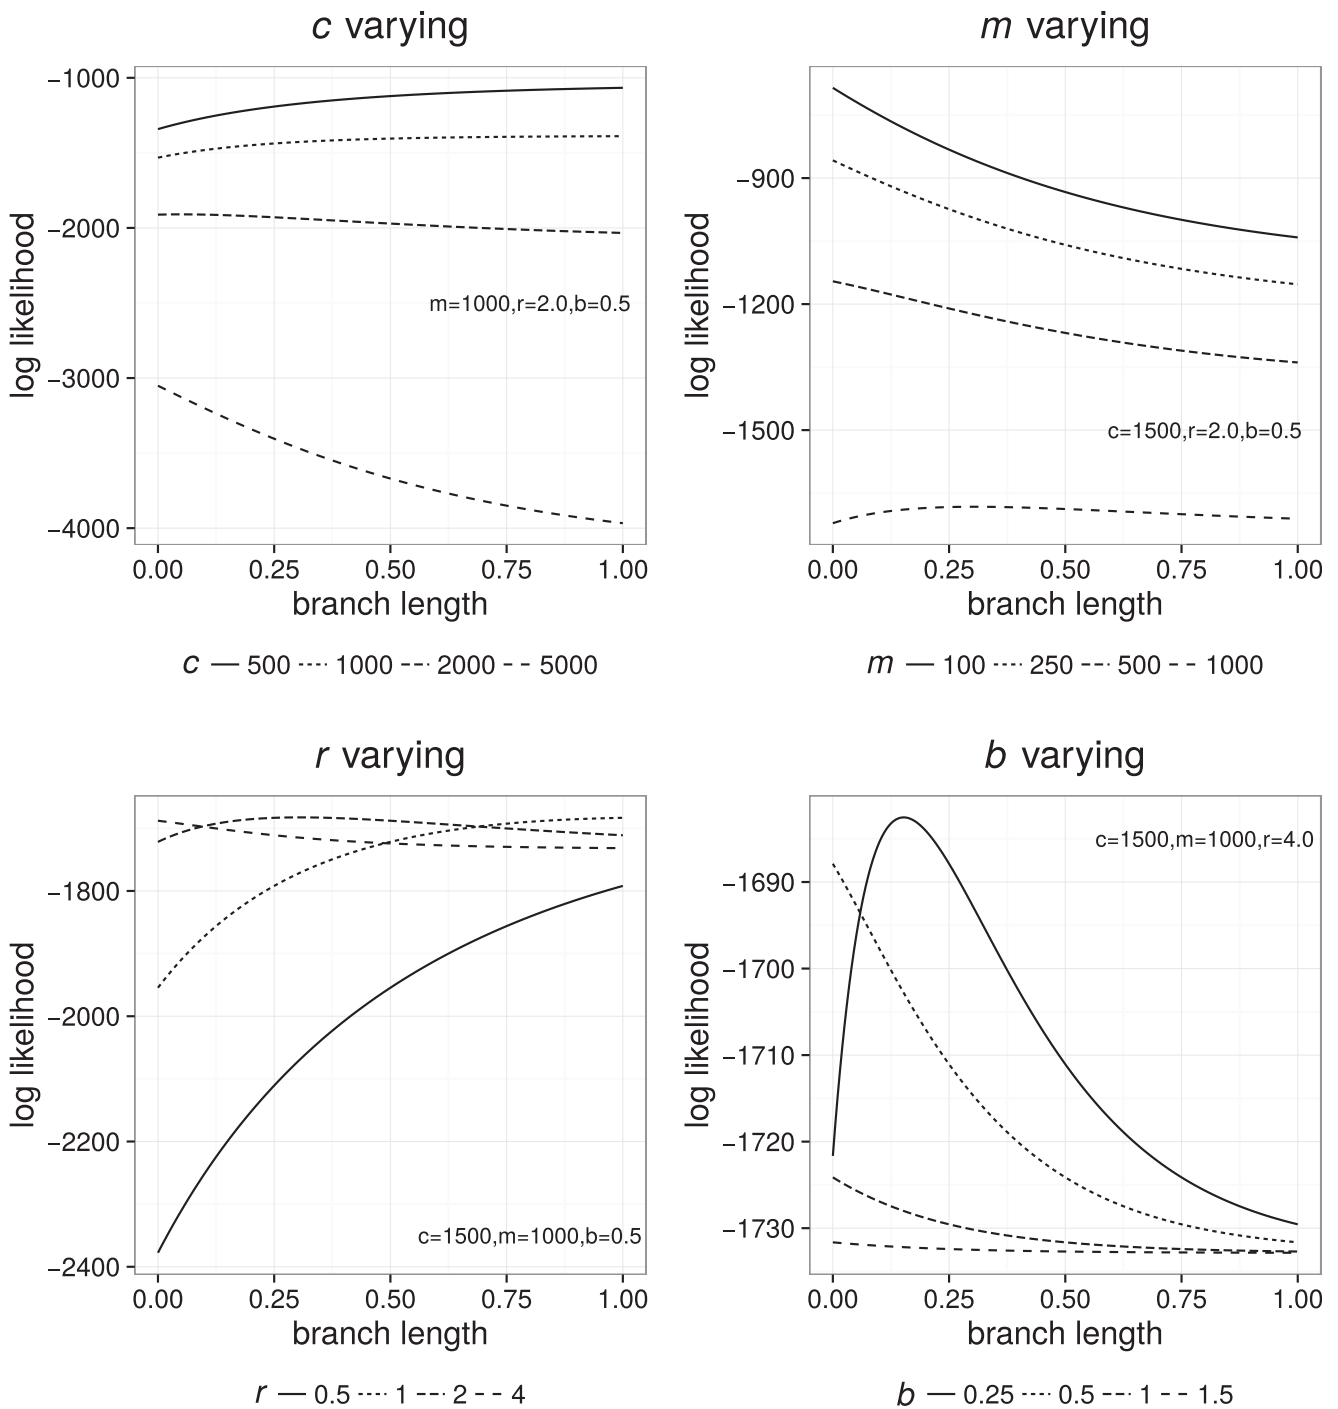 c varying
log likelihood
−1000
−2000
−3000
−4000
m=1000,r=2.0,b=0.5
0.00 0.25 0.50 0.75 1.00
branch length
c 500 1000 2000 5000
m varying
log likelihood
−900
−1200
−1500
c=1500,r=2.0,b=0.5
0.00 0.25 0.50 0.75 1.00
branch length
m 100 250 500 1000
r varying
log likelihood
−1800
−2000
−2200
−2400
c=1500,m=1000,b=0.5
0.00 0.25 0.50 0.75 1.00
branch length
r 0.5 1 2 4
b varying
log likelihood
c=1500,m=1000,r=4.0
−1690
−1700
−1710
−1720
−1730
0.00 0.25 0.50 0.75 1.00
branch length
b 0.25 0.5 1 1.5